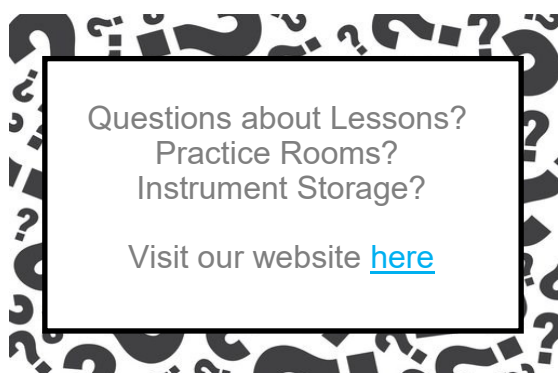 Questions about Lessons?
Practice Rooms?
Instrument Storage?
Visit our website here